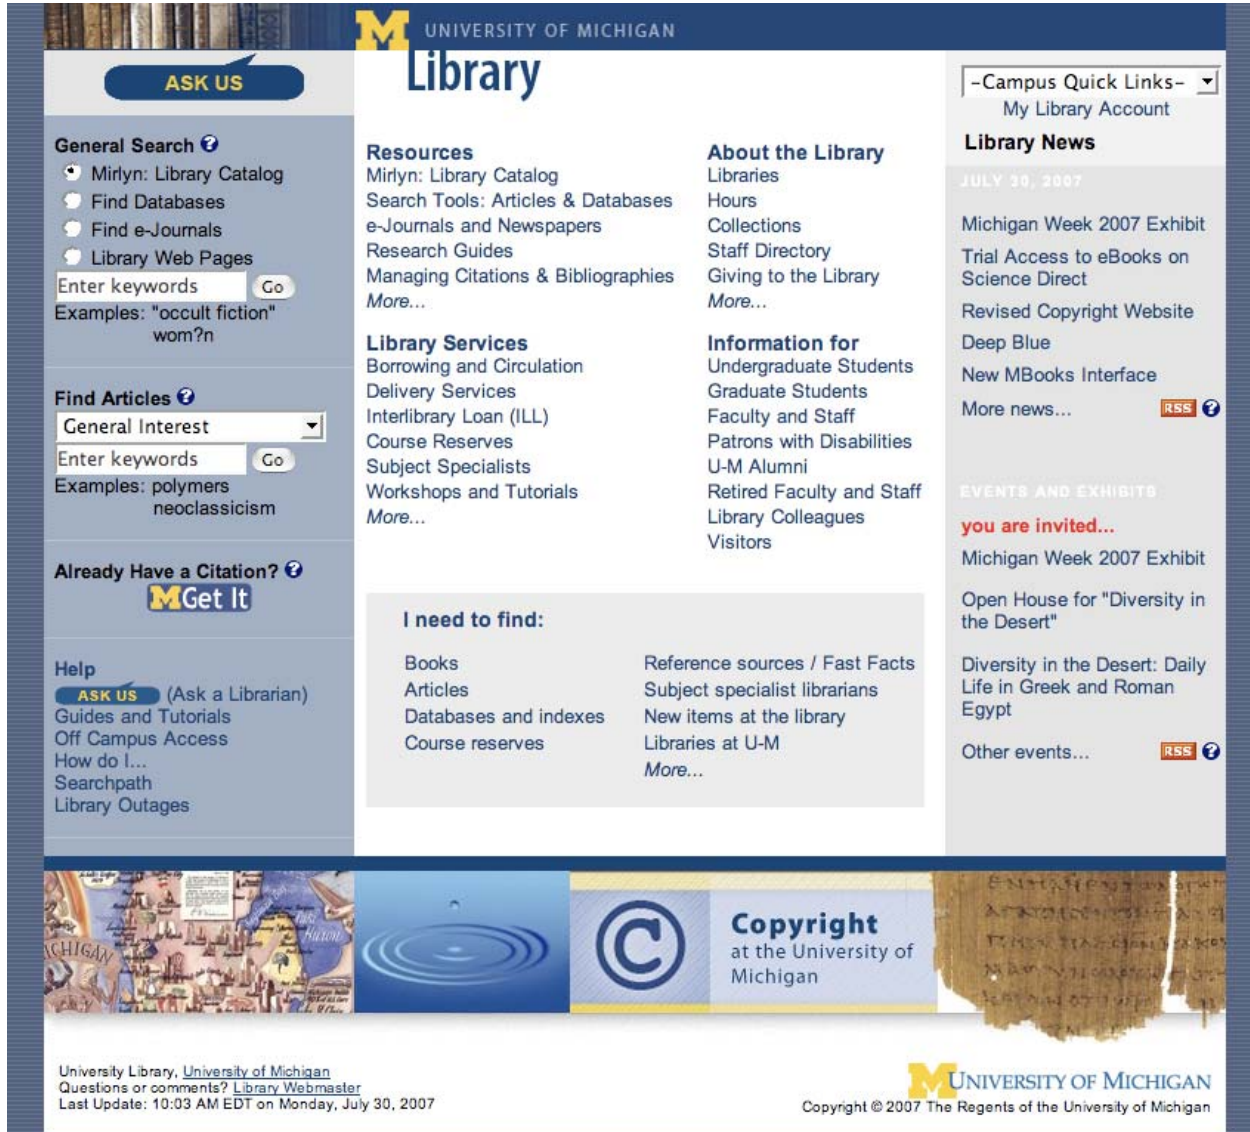 UNIVERSITY OF MICHIGAN
Library
ASK US
General Search
Mirlyn: Library Catalog
Find Databases
Find e-Journals
Library Web Pages
Enter keywords Go
Examples: "occult fiction"
wom?n
Find Articles
General Interest
Enter keywords Go
Examples: polymers
neoclassicism
Already Have a Citation?
MGet It
Help
ASK US (Ask a Librarian)
Guides and Tutorials
Off Campus Access
How do I...
Searchpath
Library Outages
Resources
Mirlyn: Library Catalog
Search Tools: Articles & Databases
e-Journals and Newspapers
Research Guides
Managing Citations & Bibliographies
More...
Library Services
Borrowing and Circulation
Delivery Services
Interlibrary Loan (ILL)
Course Reserves
Subject Specialists
Workshops and Tutorials
More...
About the Library
Libraries
Hours
Collections
Staff Directory
Giving to the Library
More...
Information for
Undergraduate Students
Graduate Students
Faculty and Staff
Patrons with Disabilities
U-M Alumni
Retired Faculty and Staff
Library Colleagues
Visitors
I need to find:
Books
Articles
Databases and indexes
Course reserves
Reference sources / Fast Facts
Subject specialist librarians
New items at the library
Libraries at U-M
More...
-Campus Quick Links-
My Library Account
Library News
JULY 30, 2007
Michigan Week 2007 Exhibit
Trial Access to eBooks on
Science Direct
Revised Copyright Website
Deep Blue
New MBooks Interface
More news... RSS
EVENTS AND EXHIBITS
you are invited...
Michigan Week 2007 Exhibit
Open House for "Diversity in
the Desert"
Diversity in the Desert: Daily
Life in Greek and Roman
Egypt
Other events... RSS
Huron
©
Copyright
at the University of
Michigan
University Library, University of Michigan
Questions or comments? Library Webmaster
Last Update: 10:03 AM EDT on Monday, July 30, 2007
UNIVERSITY OF MICHIGAN
Copyright © 2007 The Regents of the University of Michigan